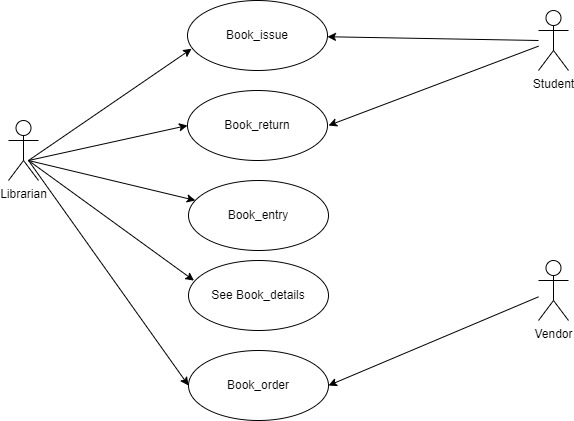 Book_issue
Student
Book_return
Librarian
Book_entry
See Book_details
Vendor
Book_order